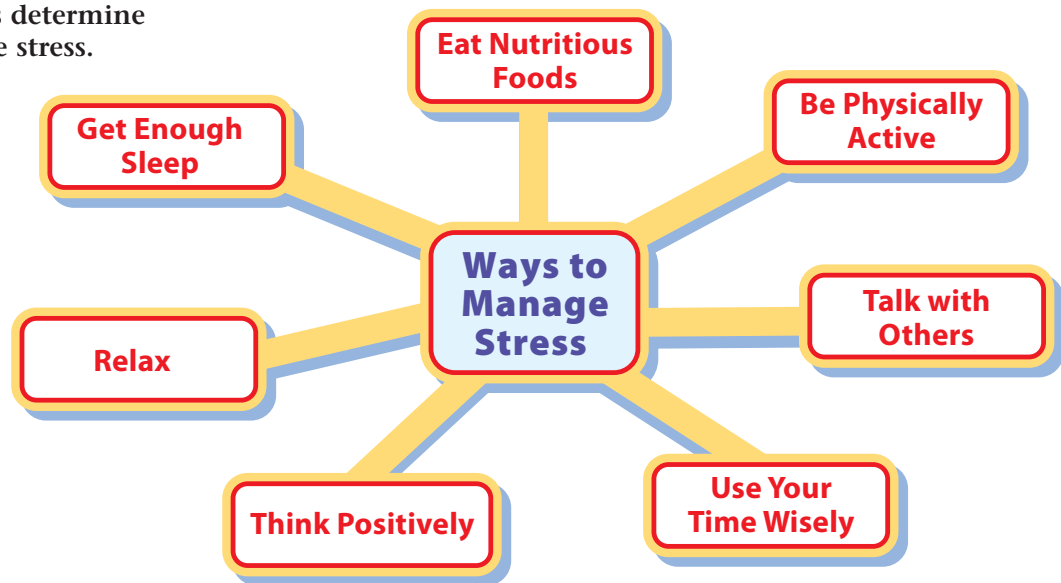 s determine
e stress.
Eat Nutritious
Foods
Be Physically
Active
Get Enough
Sleep
Ways to
Manage
Stress
Talk with
Others
Relax
Use Your
Time Wisely
Think Positively